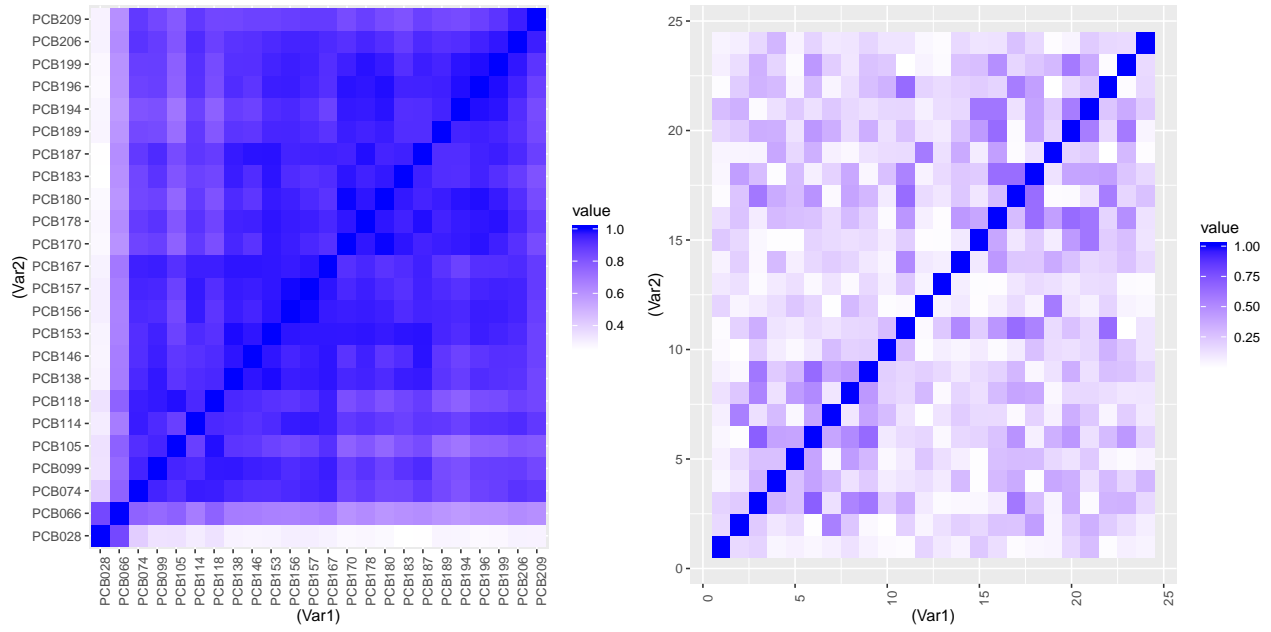 PCB209
PCB206
PCB199
PCB196
PCB194
PCB189
PCB187
PCB183
PCB180
PCB178
PCB170
PCB167
PCB157
PCB156
PCB153
PCB146
PCB138
PCB118
PCB114
PCB105
PCB099
PCB074
PCB066
PCB028
(Var2)
PCB028
PCB066
PCB074
PCB099
PCB105
PCB114
PCB118
PCB138
PCB146
PCB153
PCB156
PCB157
PCB167
PCB170
PCB178
PCB180
PCB183
PCB187
PCB189
PCB194
PCB196
PCB199
PCB206
PCB209
(Var1)
value
1.0
0.8
0.6
0.4
25
20
15
10
5
0
(Var2)
0
5
10
15
20
25
(Var1)
value
1.00
0.75
0.50
0.25